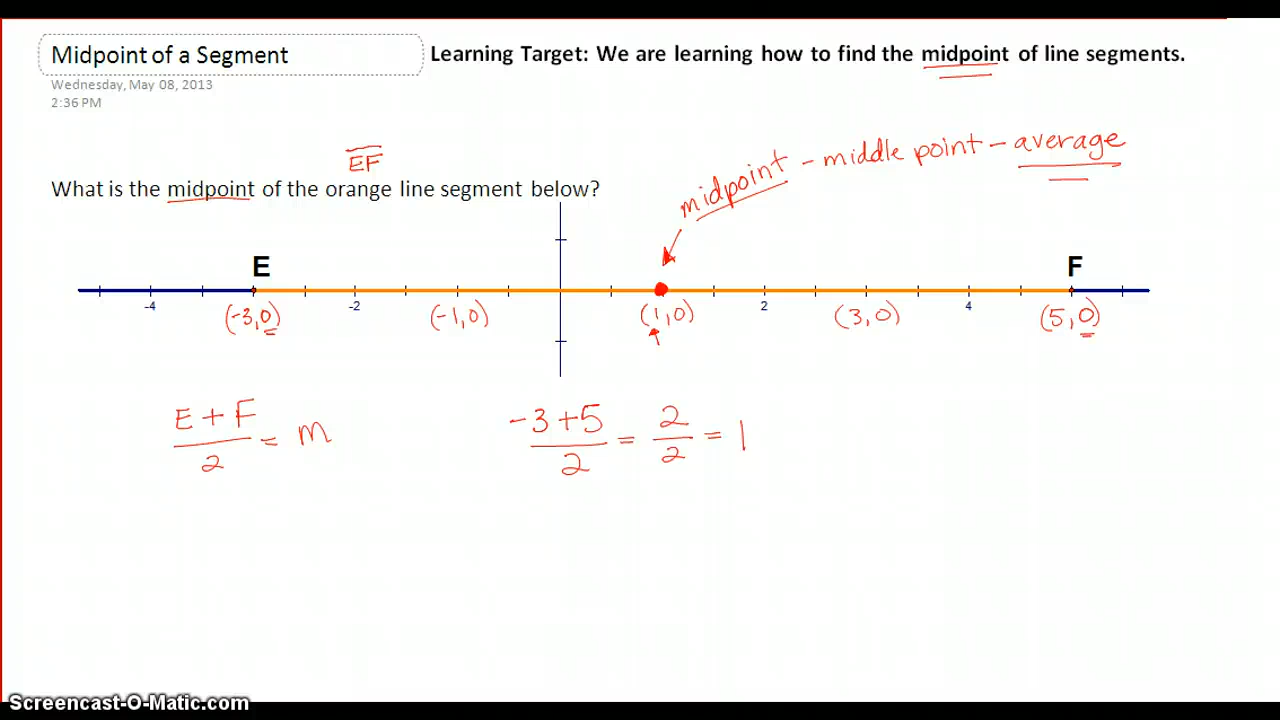 Midpoint of a Segment
Learning Target: We are learning how to find the midpoint of line segments.
Wednesday, May 08, 2013
2:36 PM
EF
midpoint - middle point - average
What is the midpoint of the orange line segment below?
E F
-4 -2 2 4
(-3,0) (-1,0) (1,0) (3,0) (5,0)
E + F / 2 = m
-3 + 5 / 2 = 2 / 2 = 1
Screencast-O-Matic.com